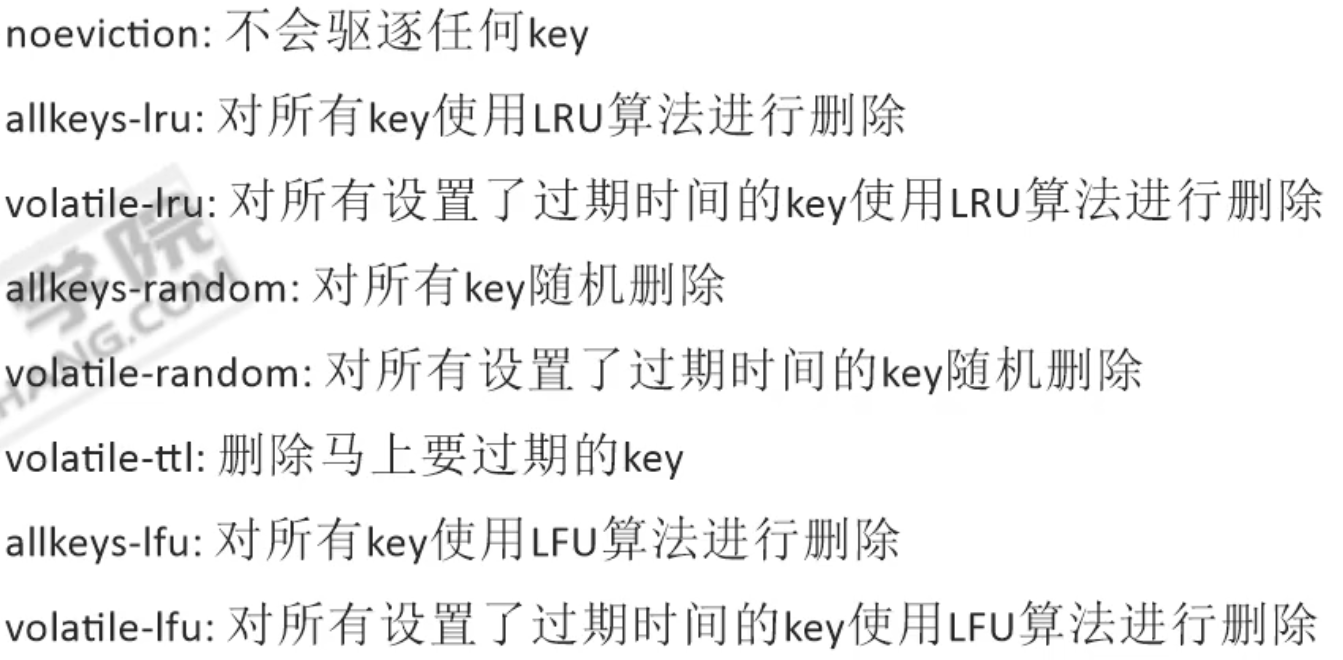 noeviction: 不会驱逐任何key
allkeys-lru: 对所有key使用LRU算法进行删除
volatile-lru: 对所有设置了过期时间的key使用LRU算法进行删除
学院
allkeys-random: 对所有key随机删除
HANG.COM
volatile-random: 对所有设置了过期时间的key随机删除
volatile-ttl: 删除马上要过期的key
allkeys-lfu: 对所有key使用LFU算法进行删除
volatile-lfu: 对所有设置了过期时间的key使用LFU算法进行删除